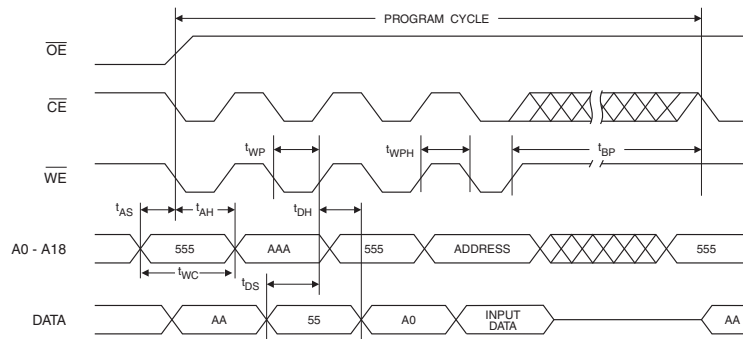 PROGRAM CYCLE
OE
CE
tWP
tWPH
tBP
WE
tAS
tAH
tDH
A0 - A18
555
AAA
555
ADDRESS
555
tWC
tDS
DATA
AA
55
A0
INPUT
DATA
AA